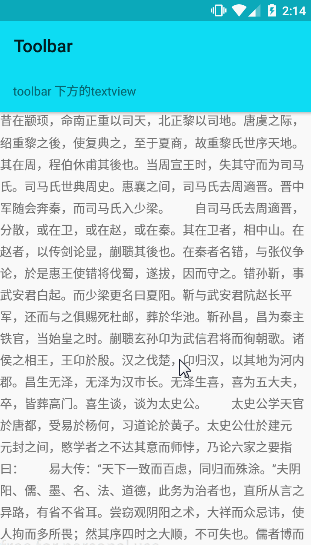 2:14
Toolbar
toolbar 下方的textview
昔在颛顼，命南正重以司天，北正黎以司地。唐虞之际，
绍重黎之後，使复典之，至于夏商，故重黎氏世序天地。
其在周，程伯休甫其後也。当周宣王时，失其守而为司马
氏。司马氏世典周史。惠襄之间，司马氏去周適晋。晋中
军随会奔秦，而司马氏入少梁。　　自司马氏去周適晋，
分散，或在卫，或在赵，或在秦。其在卫者，相中山。在
赵者，以传剑论显，蒯聩其後也。在秦者名错，与张仪争
论，於是惠王使错将伐蜀，遂拔，因而守之。错孙靳，事
武安君白起。而少梁更名曰夏阳。靳与武安君阬赵长平
军，还而与之俱赐死杜邮，葬於华池。靳孙昌，昌为秦主
铁官，当始皇之时。蒯聩玄孙卬为武信君将而徇朝歌。诸
侯之相王，王卬於殷。汉之伐楚，卬归汉，以其地为河内
郡。昌生无泽，无泽为汉市长。无泽生喜，喜为五大夫，
卒，皆葬高门。喜生谈，谈为太史公。　　太史公学天官
於唐都，受易於杨何，习道论於黄子。太史公仕於建元
元封之间，愍学者之不达其意而师悖，乃论六家之要指
曰：　　易大传：“天下一致而百虑，同归而殊涂。”夫阴
阳、儒、墨、名、法、道德，此务为治者也，直所从言之
异路，有省不省耳。尝窃观阴阳之术，大祥而众忌讳，使
人拘而多所畏；然其序四时之大顺，不可失也。儒者博而